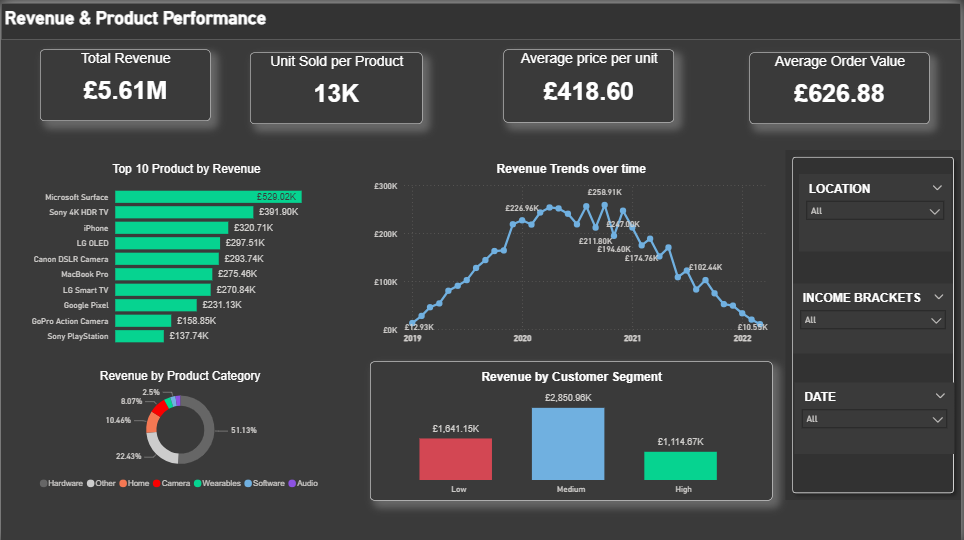 Revenue & Product Performance
Total Revenue
£5.61M
Unit Sold per Product
13K
Average price per unit
£418.60
Average Order Value
£626.88
Top 10 Product by Revenue
Microsoft Surface £529.02K
Sony 4K HDR TV £391.90K
iPhone £320.71K
LG OLED £297.51K
Canon DSLR Camera £293.74K
MacBook Pro £275.46K
LG Smart TV £270.84K
Google Pixel £231.13K
GoPro Action Camera £158.85K
Sony PlayStation £137.74K
Revenue Trends over time
£300K
£258.91K
£226.96K
£200K
£211.80K
£194.60K
£174.76K
£102.44K
£100K
£0K
£12.93K
2019 2020 2021 2022
LOCATION
All
INCOME BRACKETS
All
DATE
All
Revenue by Product Category
2.5%
8.07%
10.46%
22.43%
51.13%
Hardware Other Home Camera Wearables Software Audio
Revenue by Customer Segment
£1,641.15K
£2,850.96K
£1,114.67K
Low Medium High